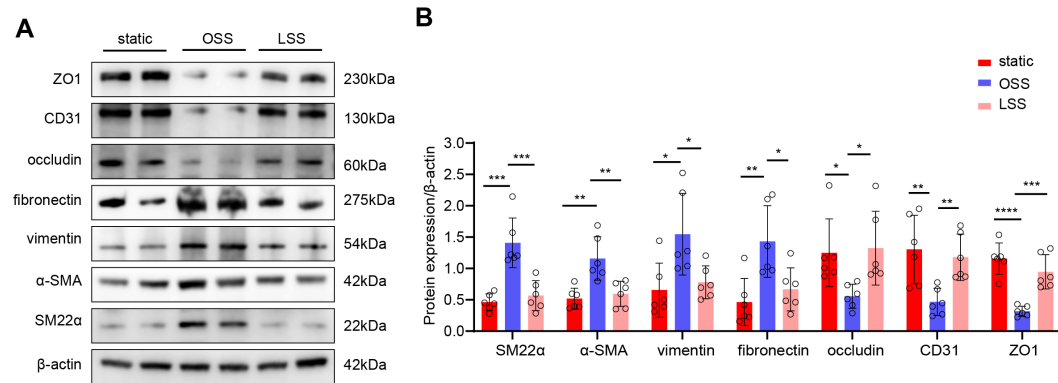 A
static OSS LSS
ZO1 230kDa
CD31 130kDa
occludin 60kDa
fibronectin 275kDa
vimentin 54kDa
α-SMA 42kDa
SM22α 22kDa
β-actin 42kDa
B
static
OSS
LSS
Protein expression/β-actin
3.0
2.5
2.0
1.5
1.0
0.5
0.0
*** *** ** ** * * ** * * * ** ** **** ***
SM22α α-SMA vimentin fibronectin occludin CD31 ZO1